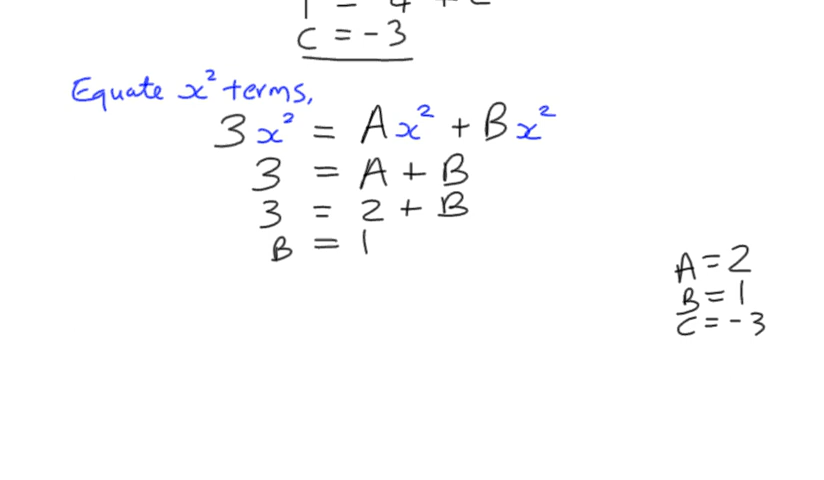 C = -3
Equate x² terms,
3x² = Ax² + Bx²
3 = A + B
3 = 2 + B
B = 1
A = 2
B = 1
C = -3